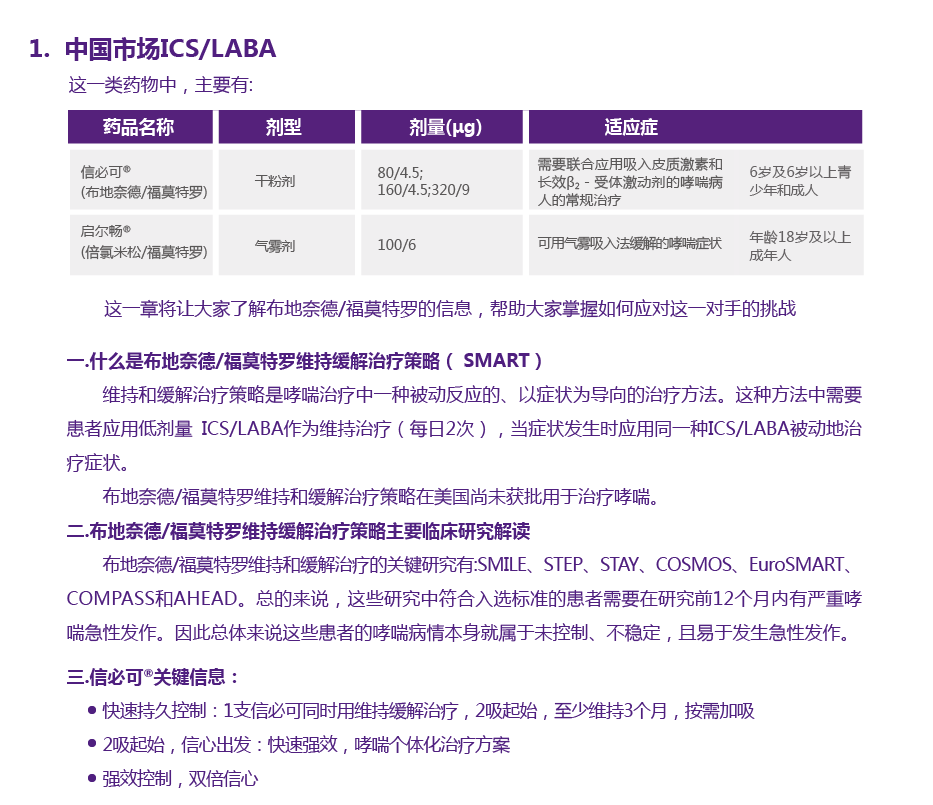 1. 中国市场ICS/LABA
这一类药物中，主要有:
药品名称 剂型 剂量(μg) 适应症
信必可®
(布地奈德/福莫特罗)
干粉剂
80/4.5;
160/4.5;320/9
需要联合应用吸入皮质激素和
长效β₂ - 受体激动剂的哮喘病
人的常规治疗
6岁及6岁以上青
少年和成人
启尔畅®
(倍氯米松/福莫特罗)
气雾剂
100/6
可用气雾吸入法缓解的哮喘症状
年龄18岁及以上
成年人
这一章将让大家了解布地奈德/福莫特罗的信息，帮助大家掌握如何应对这一对手的挑战
一.什么是布地奈德/福莫特罗维持缓解治疗策略（ SMART）
维持和缓解治疗策略是哮喘治疗中一种被动反应的、以症状为导向的治疗方法。这种方法中需要
患者应用低剂量 ICS/LABA作为维持治疗（每日2次），当症状发生时应用同一种ICS/LABA被动地治
疗症状。
布地奈德/福莫特罗维持和缓解治疗策略在美国尚未获批用于治疗哮喘。
二.布地奈德/福莫特罗维持缓解治疗策略主要临床研究解读
布地奈德/福莫特罗维持和缓解治疗的关键研究有:SMILE、STEP、STAY、COSMOS、EuroSMART、
COMPASS和AHEAD。总的来说，这些研究中符合入选标准的患者需要在研究前12个月内有严重哮
喘急性发作。因此总体来说这些患者的哮喘病情本身就属于未控制、不稳定，且易于发生急性发作。
三.信必可®关键信息：
● 快速持久控制：1支信必可同时用维持缓解治疗，2吸起始，至少维持3个月，按需加吸
● 2吸起始，信心出发：快速强效，哮喘个体化治疗方案
● 强效控制，双倍信心